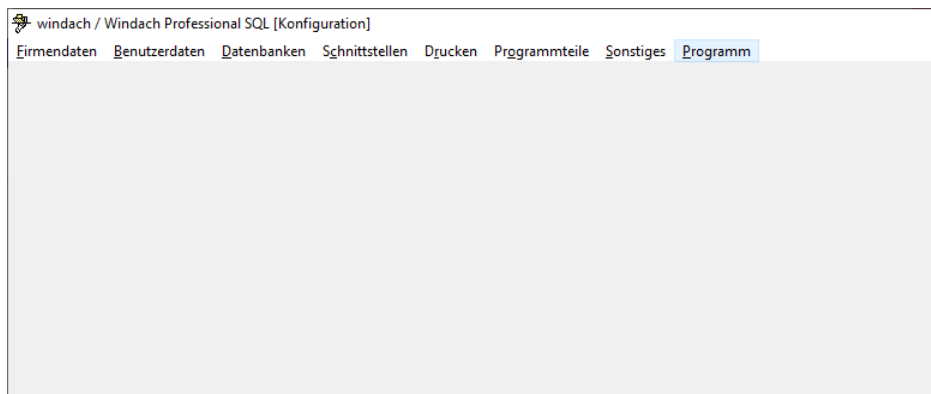 windach / Windach Professional SQL [Konfiguration]
Firmendaten Benutzerdaten Datenbanken Schnittstellen Drucken Programmteile Sonstiges Programm